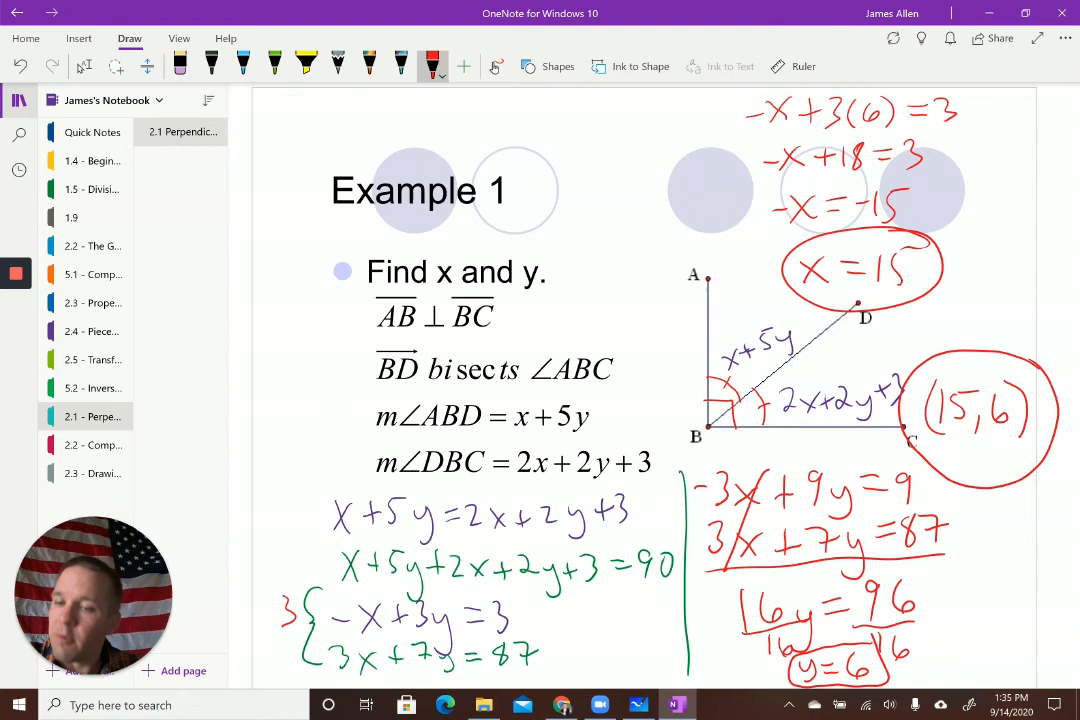 OneNote for Windows 10
James Allen
Home Insert Draw View Help
Share
Shapes Ink to Shape Ink to Text Ruler
James's Notebook
Quick Notes
1.4 - Begin...
1.5 - Divisi...
1.9
2.2 - The G...
5.1 - Comp...
2.3 - Prope...
2.4 - Piece...
2.5 - Transf...
5.2 - Invers...
2.1 - Perpe...
2.2 - Comp...
2.3 - Drawi...
2.1 Perpendic...
Add page
Example 1
Find x and y.
AB ⊥ BC
BD bisects ∠ABC
m∠ABD = x + 5y
m∠DBC = 2x + 2y + 3
x + 5y = 2x + 2y + 3
x + 5y + 2x + 2y + 3 = 90
3
-x + 3y = 3
3x + 7y = 87
-x + 3(6) = 3
-x + 18 = 3
-x = -15
x = 15
A
D
x + 5y
2x + 2y + 3
B
C
(15, 6)
-3x + 9y = 9
3x + 7y = 87
16y = 96
16 16
y = 6
Type here to search
1:35 PM
9/14/2020